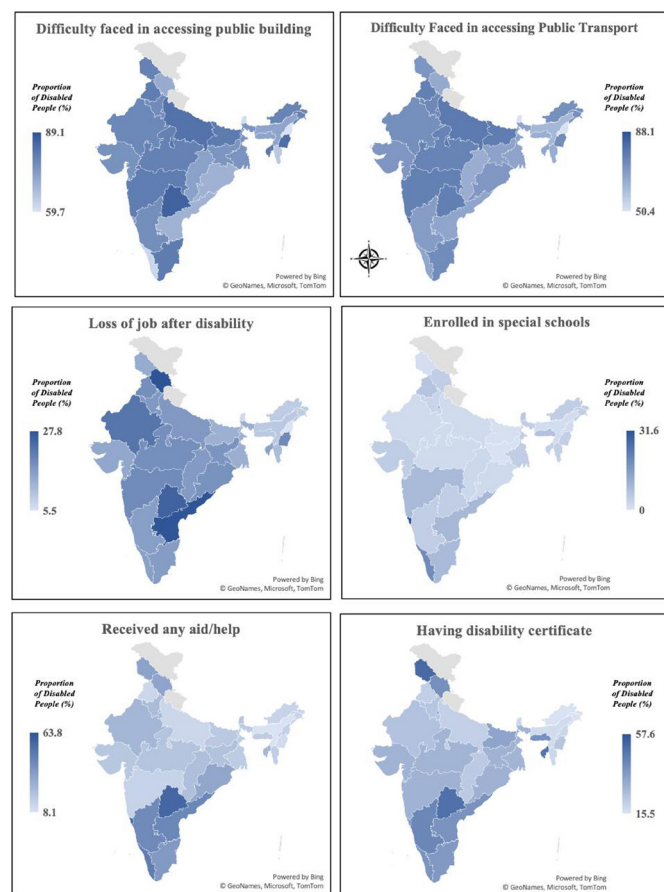 Difficulty faced in accessing public building
Proportion
of Disabled
People (%)
89.1
59.7
Powered by Bing
© GeoNames, Microsoft, TomTom
Difficulty Faced in accessing Public Transport
Proportion
of Disabled
People (%)
88.1
50.4
Powered by Bing
© GeoNames, Microsoft, TomTom
Loss of job after disability
Proportion
of Disabled
People (%)
27.8
5.5
Powered by Bing
© GeoNames, Microsoft, TomTom
Enrolled in special schools
Proportion
of Disabled
People (%)
31.6
0
Powered by Bing
© GeoNames, Microsoft, TomTom
Received any aid/help
Proportion
of Disabled
People (%)
63.8
8.1
Powered by Bing
© GeoNames, Microsoft, TomTom
Having disability certificate
Proportion
of Disabled
People (%)
57.6
15.5
Powered by Bing
© GeoNames, Microsoft, TomTom